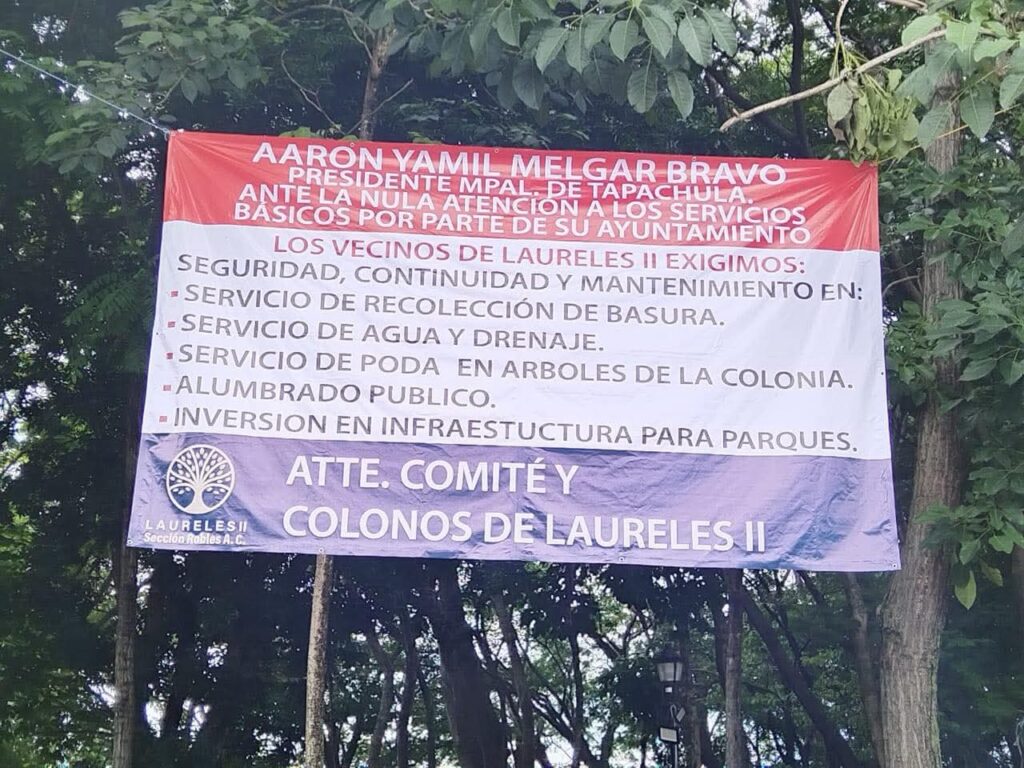 AARON YAMIL MELGAR BRAVO
PRESIDENTE MPAL. DE TAPACHULA.
ANTE LA NULA ATENCIÓN A LOS SERVICIOS
BÁSICOS POR PARTE DE SU AYUNTAMIENTO
LOS VECINOS DE LAURELES II EXIGIMOS:
SEGURIDAD, CONTINUIDAD Y MANTENIMIENTO EN:
▪ SERVICIO DE RECOLECCIÓN DE BASURA.
▪ SERVICIO DE AGUA Y DRENAJE.
▪ SERVICIO DE PODA EN ARBOLES DE LA COLONIA.
▪ ALUMBRADO PUBLICO.
▪ INVERSION EN INFRAESTUCTURA PARA PARQUES.
ATTE. COMITÉ Y
COLONOS DE LAURELES II
LAURELES II
Sección Robles A. C.